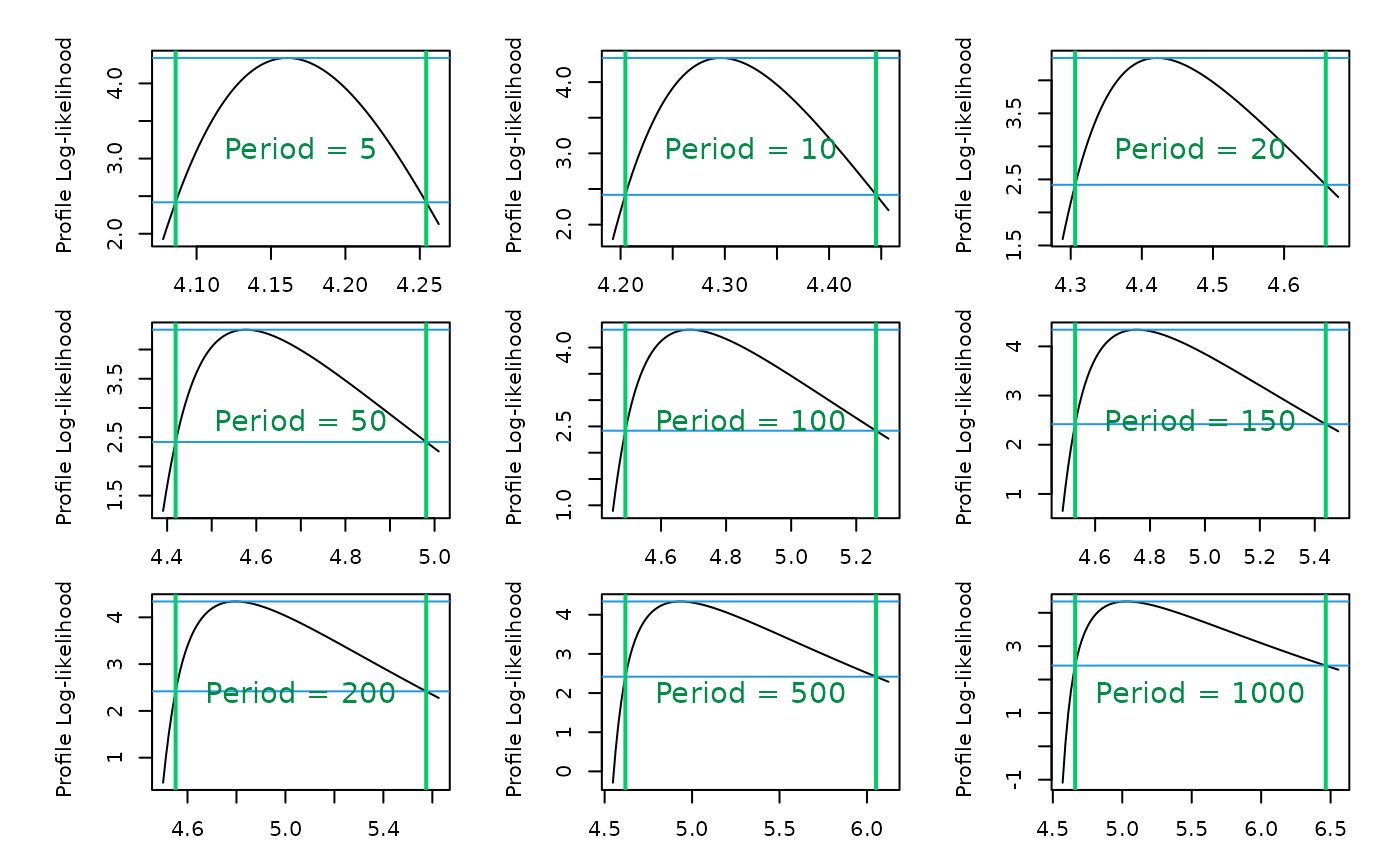 Profile Log-likelihood
2.0 3.0 4.0
Period = 5
4.10 4.15 4.20 4.25
Profile Log-likelihood
2.0 3.0 4.0
Period = 10
4.20 4.30 4.40
Profile Log-likelihood
1.5 2.5 3.5
Period = 20
4.3 4.4 4.5 4.6
Profile Log-likelihood
1.5 2.5 3.5
Period = 50
4.4 4.6 4.8 5.0
Profile Log-likelihood
1.0 2.5 4.0
Period = 100
4.6 4.8 5.0 5.2
Profile Log-likelihood
1 2 3 4
Period = 150
4.6 4.8 5.0 5.2 5.4
Profile Log-likelihood
1 2 3 4
Period = 200
4.6 5.0 5.4
Profile Log-likelihood
0 1 2 3 4
Period = 500
4.5 5.0 5.5 6.0
Profile Log-likelihood
-1 1 3
Period = 1000
4.5 5.0 5.5 6.0 6.5